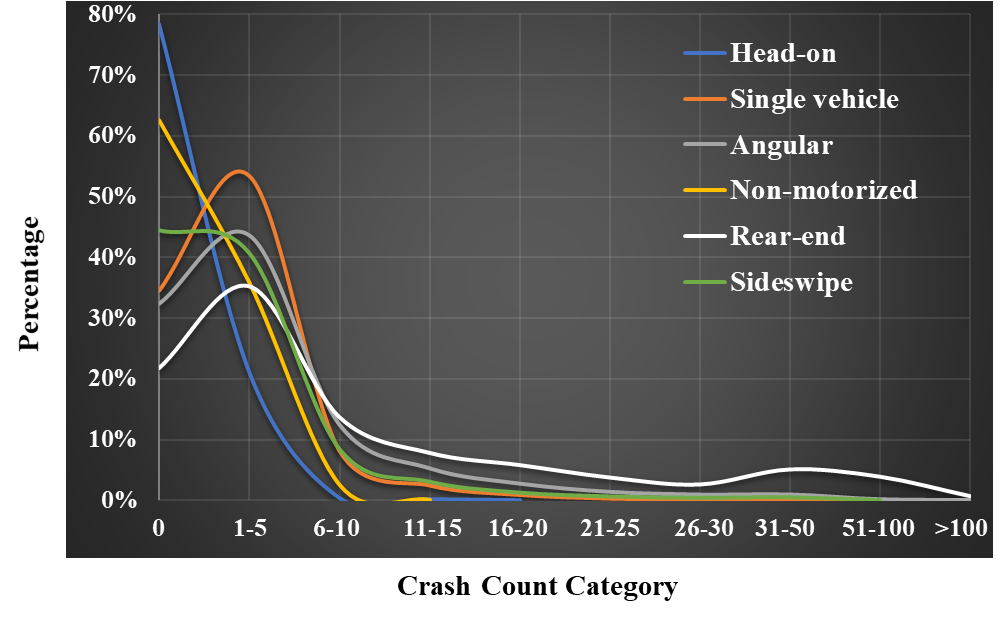 80%
70%
60%
50%
40%
30%
20%
10%
0%
Percentage
Head-on
Single vehicle
Angular
Non-motorized
Rear-end
Sideswipe
0 1-5 6-10 11-15 16-20 21-25 26-30 31-50 51-100 >100
Crash Count Category